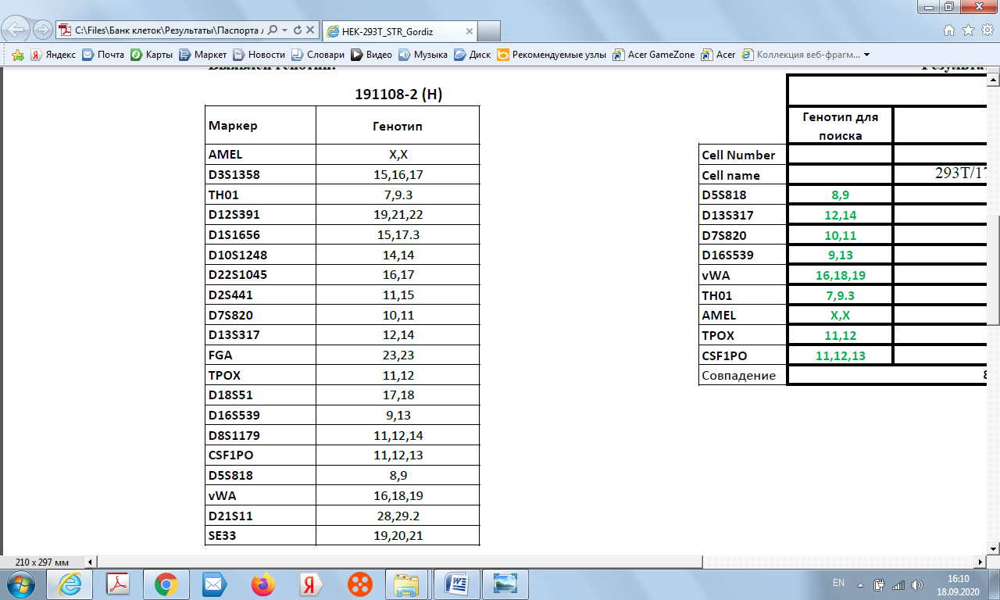 C:\Files\Банк клеток\Результаты\Паспорта л
HEK-293T_STR_Gordiz
Яндекс Почта Карты Маркет Новости Словари Видео Музыка Диск Рекомендуемые узлы Acer GameZone Acer Коллекция веб-фрагм...
Выявлен генотип:
191108-2 (Н)
Маркер Генотип
AMEL X,X
D3S1358 15,16,17
TH01 7,9.3
D12S391 19,21,22
D1S1656 15,17.3
D10S1248 14,14
D22S1045 16,17
D2S441 11,15
D7S820 10,11
D13S317 12,14
FGA 23,23
TPOX 11,12
D18S51 17,18
D16S539 9,13
D8S1179 11,12,14
CSF1PO 11,12,13
D5S818 8,9
vWA 16,18,19
D21S11 28,29.2
SE33 19,20,21
Результат
Генотип для
поиска
Cell Number
Cell name 293T/17
D5S818 8,9
D13S317 12,14
D7S820 10,11
D16S539 9,13
vWA 16,18,19
TH01 7,9.3
AMEL X,X
TPOX 11,12
CSF1PO 11,12,13
Совпадение
210 x 297 мм
EN
16:10
18.09.2020